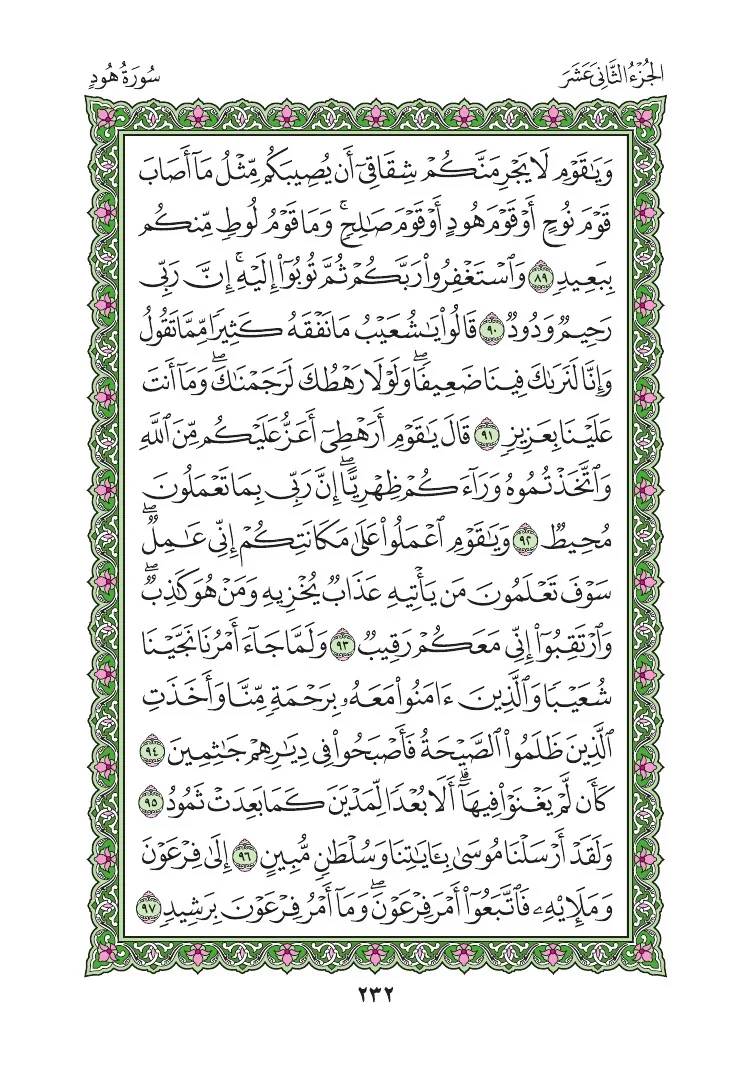 الجُزْءُ الثَّانِيَ عَشَرَ
سُورَةُ هُودٍ
وَيَٰقَوْمِ لَا يَجْرِمَنَّكُمْ شِقَاقِيٓ أَن يُصِيبَكُم مِّثْلُ مَآ أَصَابَ
قَوْمَ نُوحٍ أَوْ قَوْمَ هُودٍ أَوْ قَوْمَ صَٰلِحٍۚ وَمَا قَوْمُ لُوطٍ مِّنكُم
بِبَعِيدٍ ٨٩ وَٱسْتَغْفِرُوا۟ رَبَّكُمْ ثُمَّ تُوبُوٓا۟ إِلَيْهِۚ إِنَّ رَبِّي
رَحِيمٌ وَدُودٌ ٩٠ قَالُوا۟ يَٰشُعَيْبُ مَا نَفْقَهُ كَثِيرًا مِّمَّا تَقُولُ
وَإِنَّا لَنَرَىٰكَ فِينَا ضَعِيفًاۖ وَلَوْلَا رَهْطُكَ لَرَجَمْنَٰكَۖ وَمَآ أَنتَ
عَلَيْنَا بِعَزِيزٍ ٩١ قَالَ يَٰقَوْمِ أَرَهْطِيٓ أَعَزُّ عَلَيْكُم مِّنَ ٱللَّهِ
وَٱتَّخَذْتُمُوهُ وَرَآءَكُمْ ظِهْرِيًّاۖ إِنَّ رَبِّي بِمَا تَعْمَلُونَ
مُحِيطٌ ٩٢ وَيَٰقَوْمِ ٱعْمَلُوا۟ عَلَىٰ مَكَانَتِكُمْ إِنِّي عَٰمِلٌۖ
سَوْفَ تَعْلَمُونَ مَن يَأْتِيهِ عَذَابٌ يُخْزِيهِ وَمَنْ هُوَ كَٰذِبٌۖ
وَٱرْتَقِبُوٓا۟ إِنِّي مَعَكُمْ رَقِيبٌ ٩٣ وَلَمَّا جَآءَ أَمْرُنَا نَجَّيْنَا
شُعَيْبًا وَٱلَّذِينَ ءَامَنُوا۟ مَعَهُۥ بِرَحْمَةٍ مِّنَّا وَأَخَذَتِ
ٱلَّذِينَ ظَلَمُوا۟ ٱلصَّيْحَةُ فَأَصْبَحُوا۟ فِي دِيَٰرِهِمْ جَٰثِمِينَ ٩٤
كَأَن لَّمْ يَغْنَوْا۟ فِيهَآۗ أَلَا بُعْدًا لِّمَدْيَنَ كَمَا بَعِدَتْ ثَمُودُ ٩٥
وَلَقَدْ أَرْسَلْنَا مُوسَىٰ بِـَٔايَٰتِنَا وَسُلْطَٰنٍ مُّبِينٍ ٩٦ إِلَىٰ فِرْعَوْنَ
وَمَلَإِيْهِۦ فَٱتَّبَعُوٓا۟ أَمْرَ فِرْعَوْنَۖ وَمَآ أَمْرُ فِرْعَوْنَ بِرَشِيدٍ ٩٧
٢٣٢